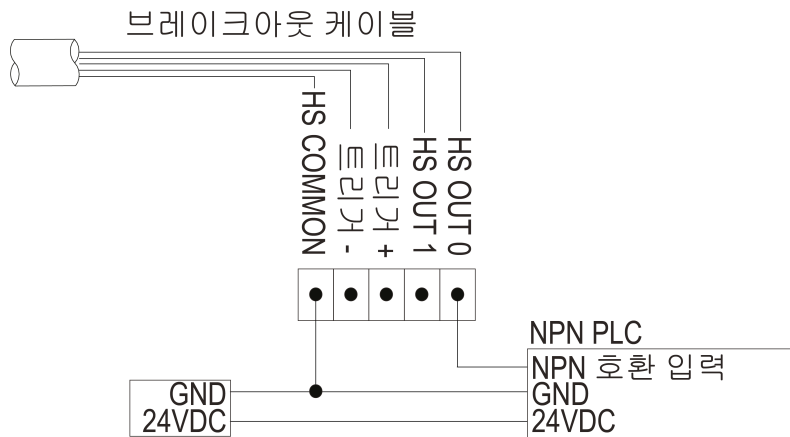 브레이크아웃 케이블
HS COMMON
트리거 -
트리거 +
HS OUT 1
HS OUT 0
NPN PLC
NPN 호환 입력
GND
24VDC
GND
24VDC